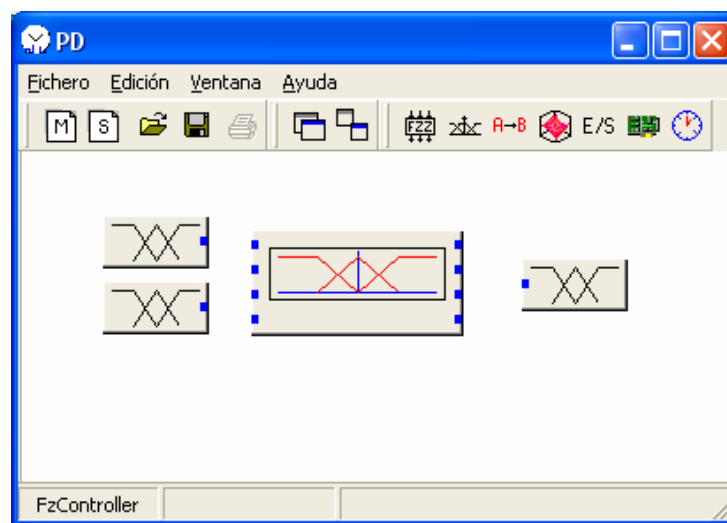 PD
Fichero Edición Ventana Ayuda
M S FZZ A→B E/S
FzController